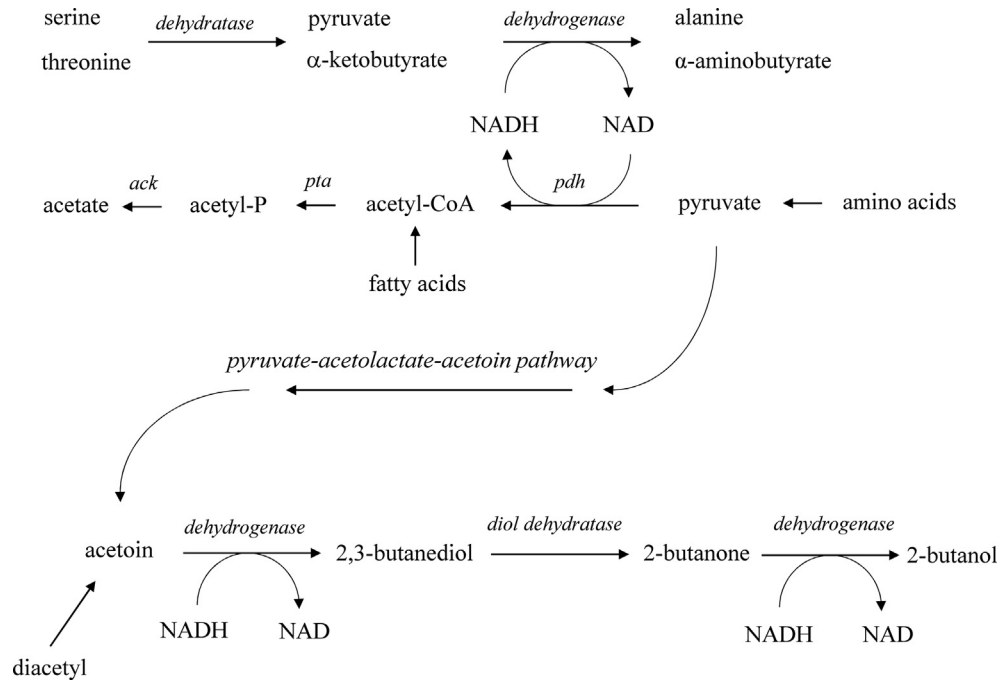 serine dehydratase pyruvate dehydrogenase alanine
threonine α-ketobutyrate α-aminobutyrate
NADH NAD
acetate ack acetyl-P pta acetyl-CoA pdh pyruvate amino acids
fatty acids
pyruvate-acetolactate-acetoin pathway
acetoin dehydrogenase 2,3-butanediol diol dehydratase 2-butanone dehydrogenase 2-butanol
NADH NAD NADH NAD
diacetyl